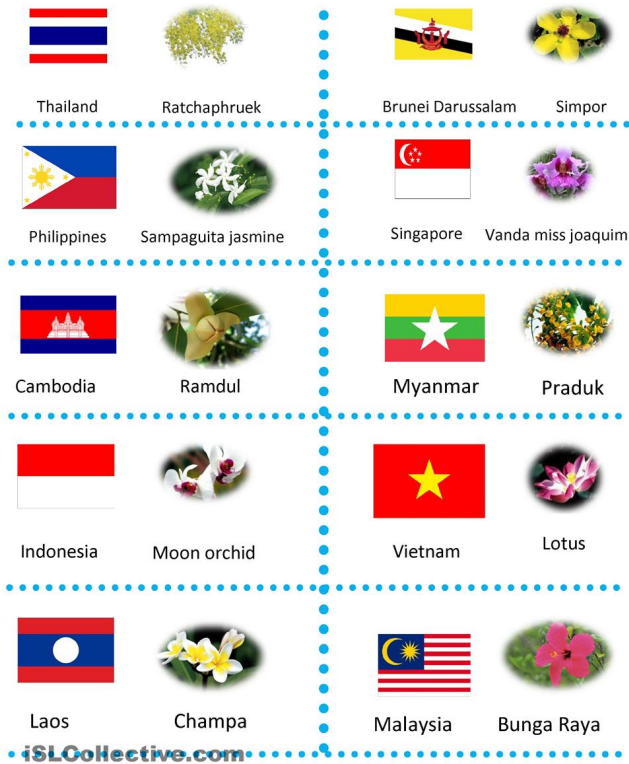 Thailand Ratchaphruek
Brunei Darussalam Simpor
Philippines Sampaguita jasmine
Singapore Vanda miss joaquim
Cambodia Ramdul
Myanmar Praduk
Indonesia Moon orchid
Vietnam Lotus
Laos Champa
Malaysia Bunga Raya
iSLCollective.com